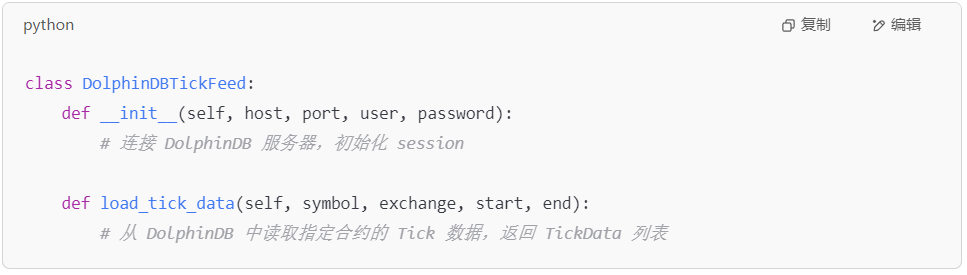 python
复制
编辑
class DolphinDBTickFeed:
    def __init__(self, host, port, user, password):
        # 连接 DolphinDB 服务器，初始化 session
    def load_tick_data(self, symbol, exchange, start, end):
        # 从 DolphinDB 中读取指定合约的 Tick 数据，返回 TickData 列表